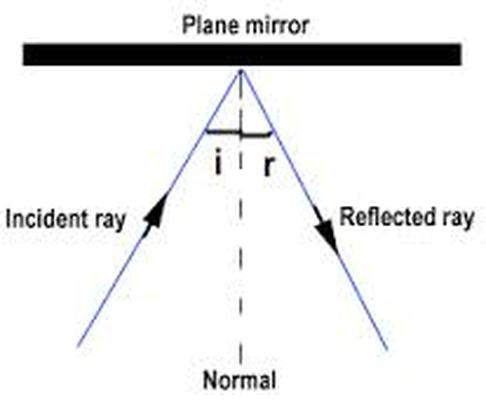 Plane mirror
i
r
Incident ray
Reflected ray
Normal